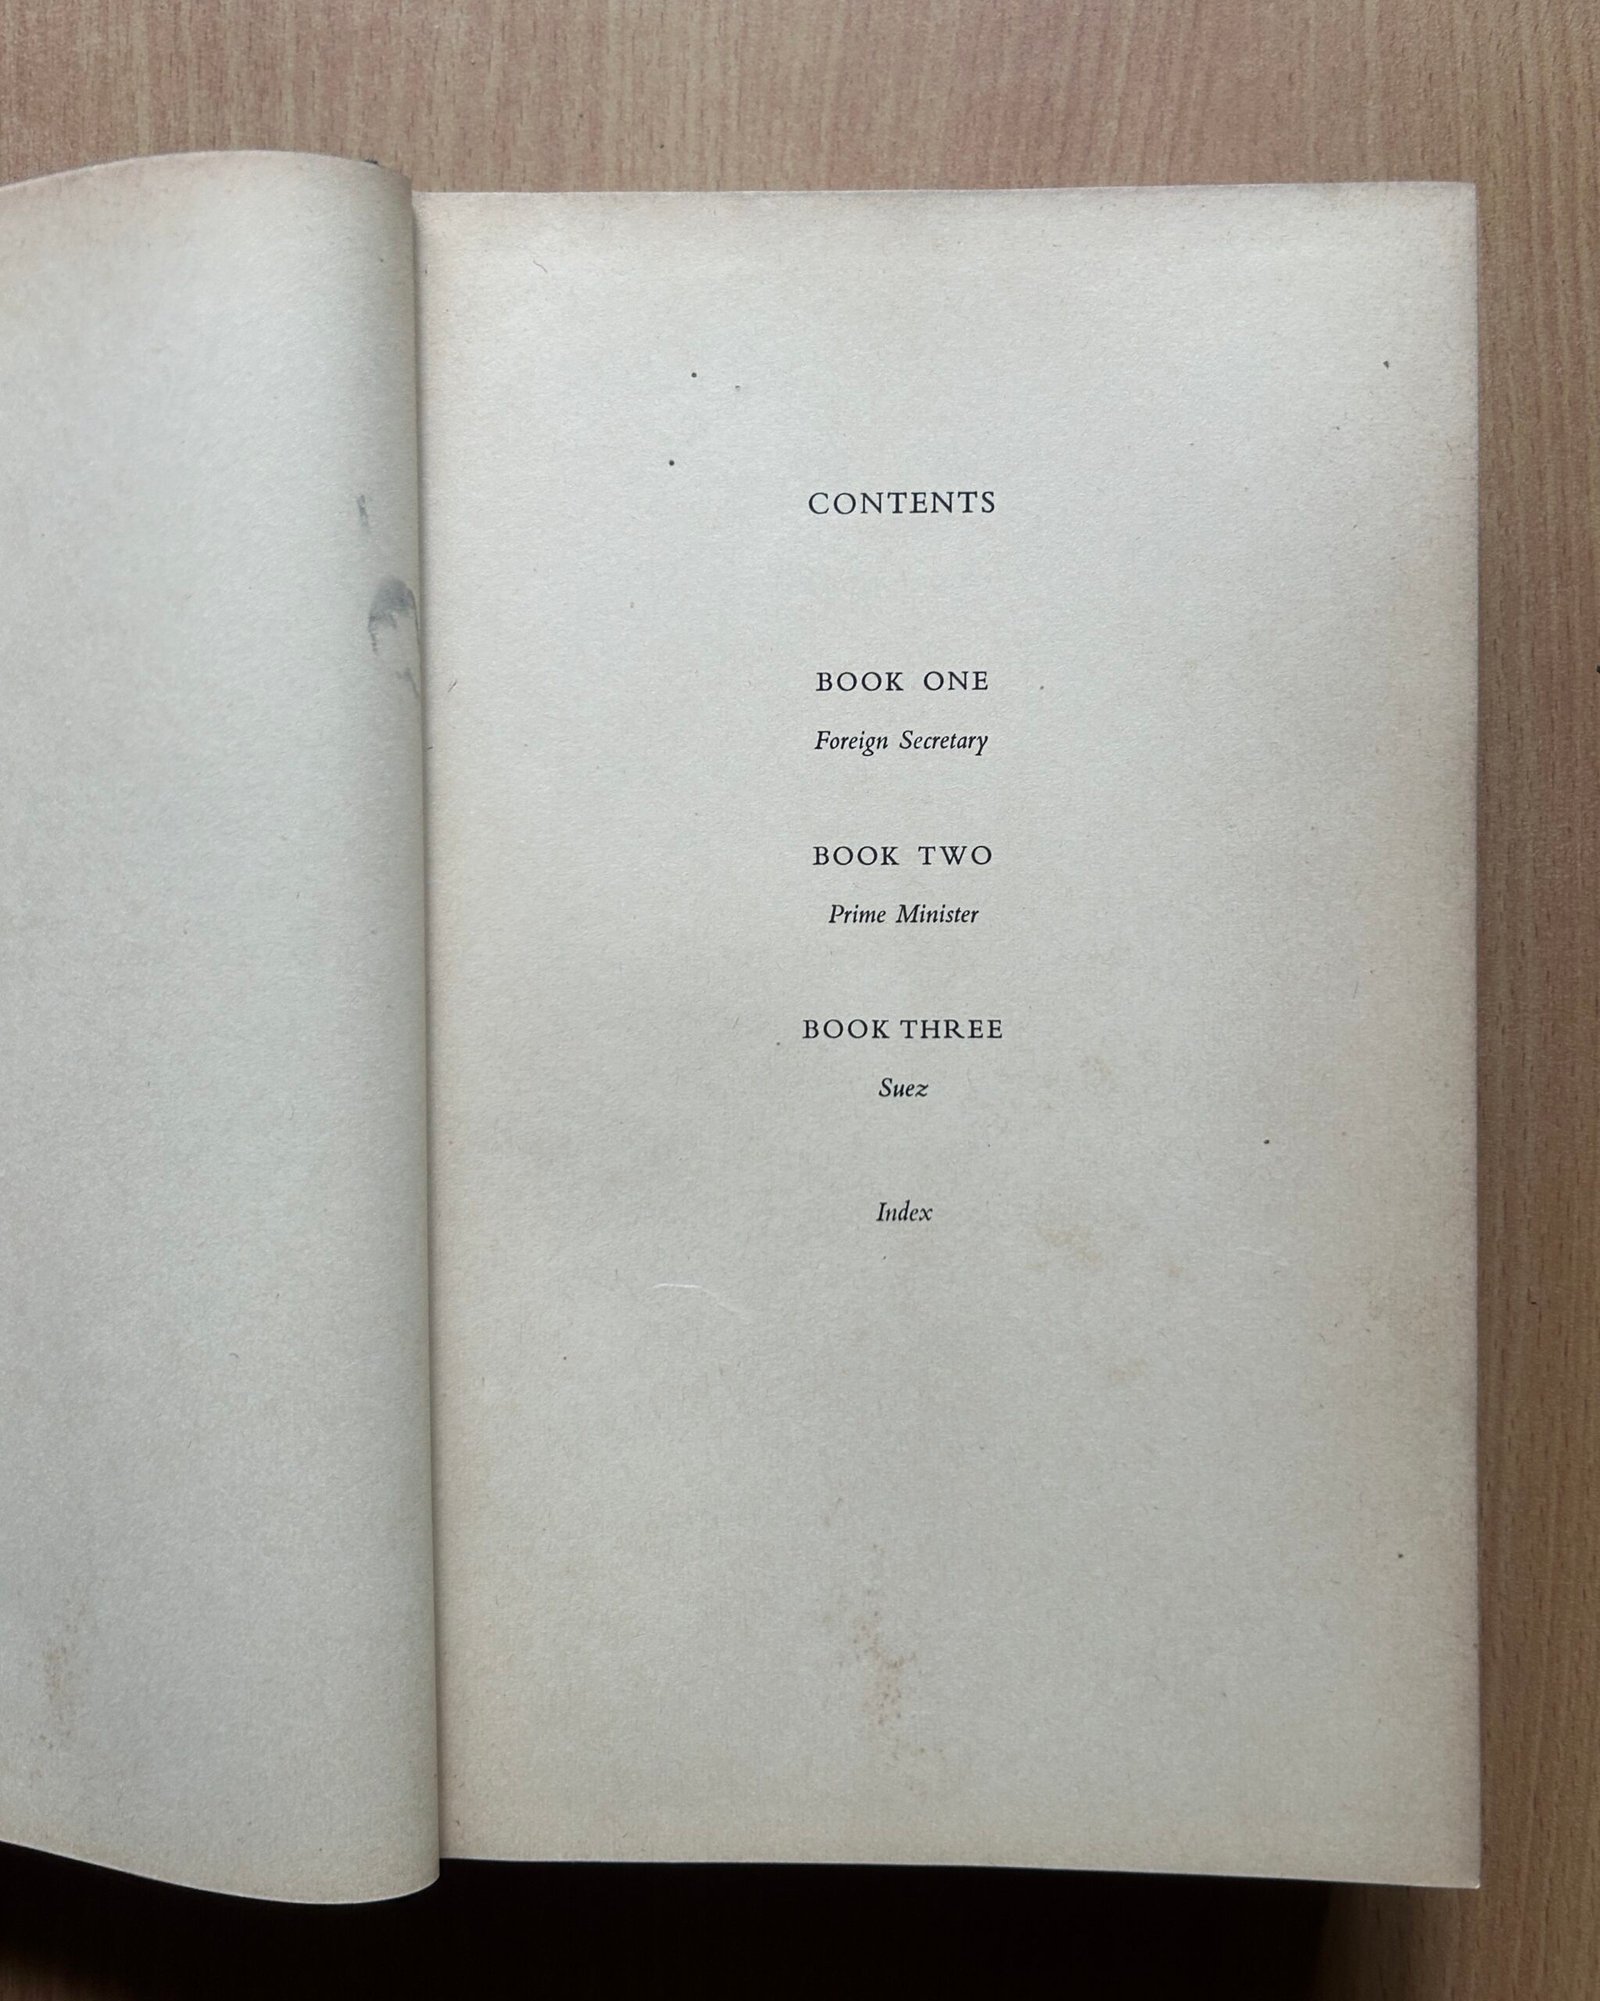 CONTENTS
BOOK ONE
Foreign Secretary
BOOK TWO
Prime Minister
BOOK THREE
Suez
Index